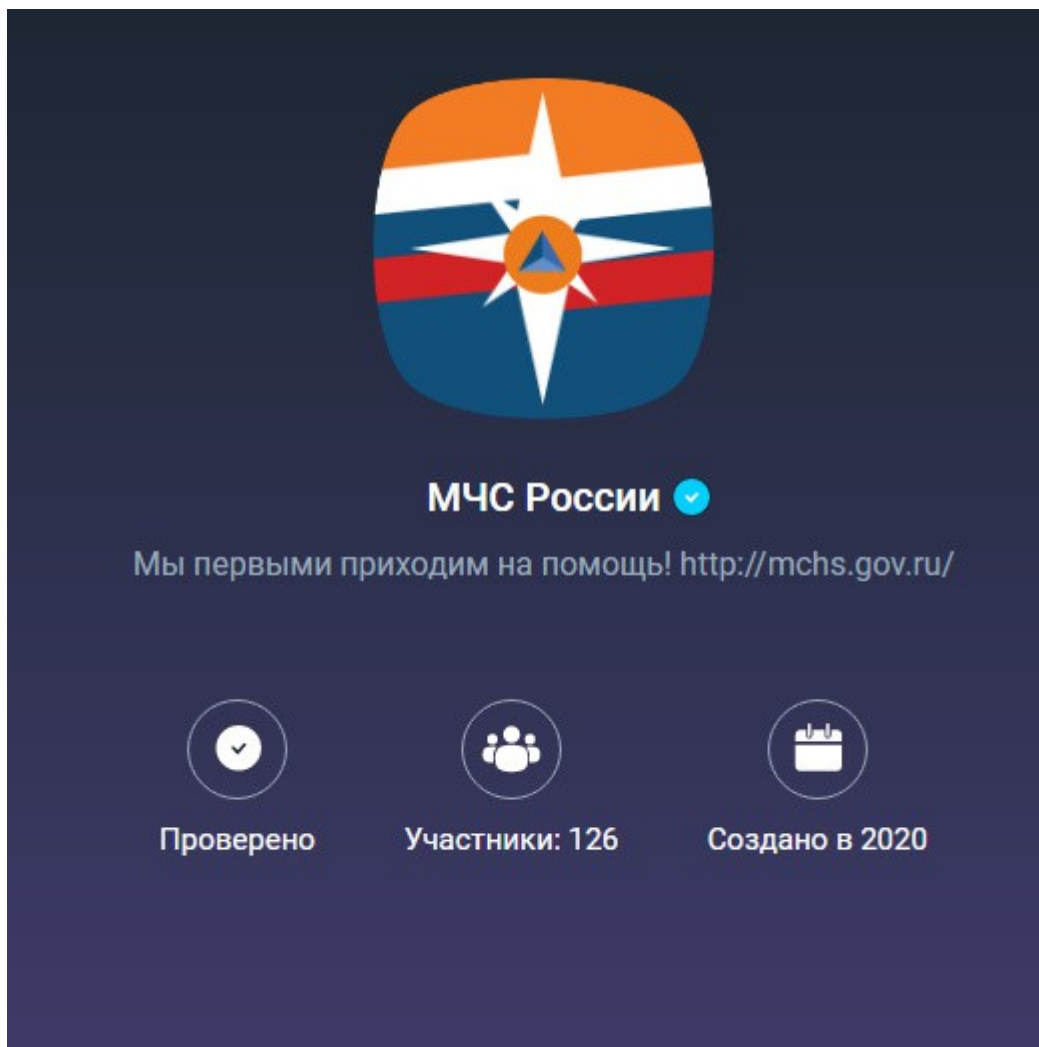 МЧС России
Мы первыми приходим на помощь! http://mchs.gov.ru/
Проверено
Участники: 126
Создано в 2020